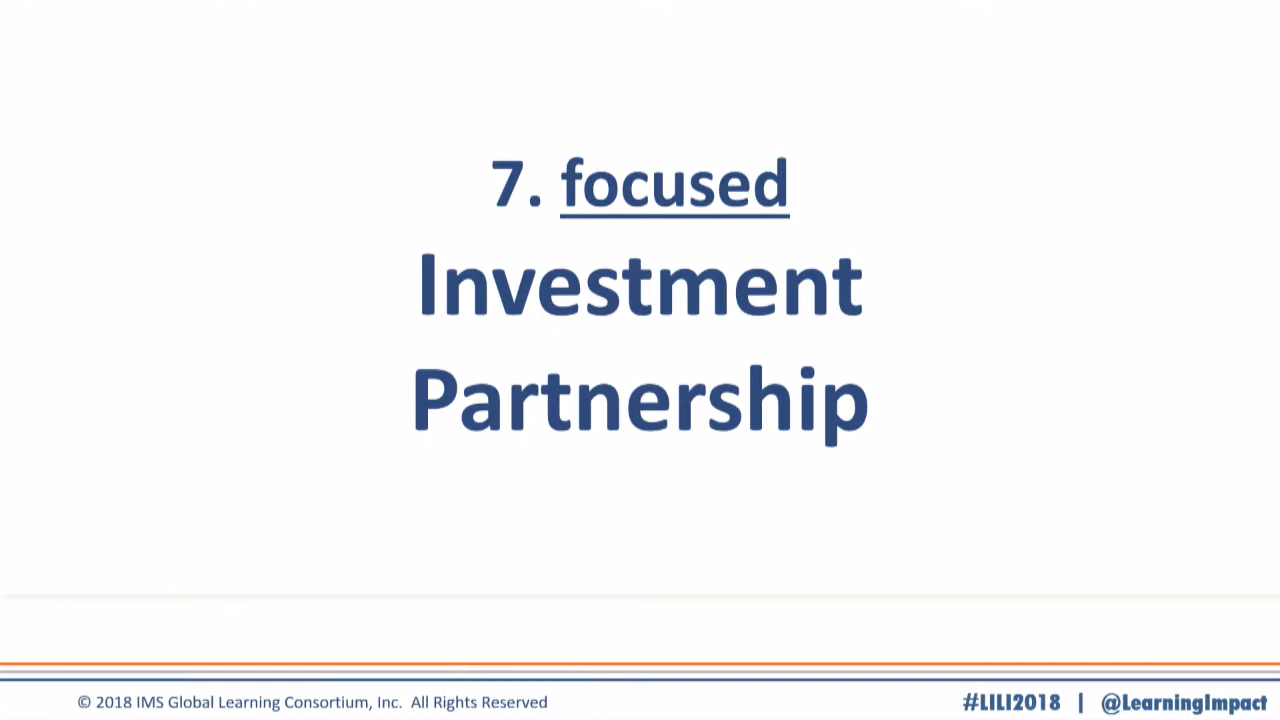 7. focused
Investment
Partnership
© 2018 IMS Global Learning Consortium, Inc. All Rights Reserved
#LILI2018 | @LearningImpact